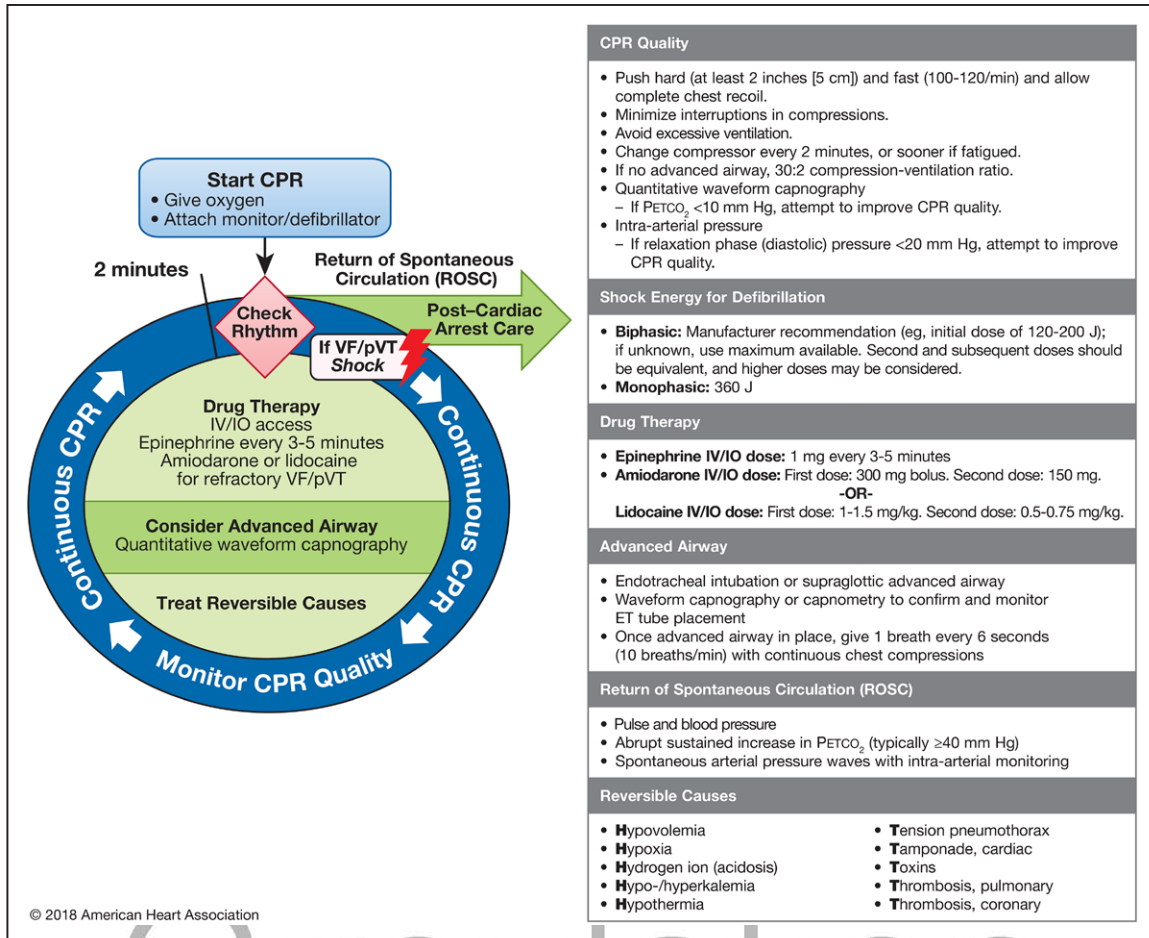 Start CPR
• Give oxygen
• Attach monitor/defibrillator
2 minutes
Return of Spontaneous
Circulation (ROSC)
Check
Rhythm
Post–Cardiac
Arrest Care
If VF/pVT
Shock
Drug Therapy
IV/IO access
Epinephrine every 3-5 minutes
Amiodarone or lidocaine
for refractory VF/pVT
Consider Advanced Airway
Quantitative waveform capnography
Treat Reversible Causes
Continuous CPR
Continuous CPR
Monitor CPR Quality
© 2018 American Heart Association
CPR Quality
• Push hard (at least 2 inches [5 cm]) and fast (100-120/min) and allow
complete chest recoil.
• Minimize interruptions in compressions.
• Avoid excessive ventilation.
• Change compressor every 2 minutes, or sooner if fatigued.
• If no advanced airway, 30:2 compression-ventilation ratio.
• Quantitative waveform capnography
– If PETCO₂ <10 mm Hg, attempt to improve CPR quality.
• Intra-arterial pressure
– If relaxation phase (diastolic) pressure <20 mm Hg, attempt to improve
CPR quality.
Shock Energy for Defibrillation
• Biphasic: Manufacturer recommendation (eg, initial dose of 120-200 J);
if unknown, use maximum available. Second and subsequent doses should
be equivalent, and higher doses may be considered.
• Monophasic: 360 J
Drug Therapy
• Epinephrine IV/IO dose: 1 mg every 3-5 minutes
• Amiodarone IV/IO dose: First dose: 300 mg bolus. Second dose: 150 mg.
-OR-
Lidocaine IV/IO dose: First dose: 1-1.5 mg/kg. Second dose: 0.5-0.75 mg/kg.
Advanced Airway
• Endotracheal intubation or supraglottic advanced airway
• Waveform capnography or capnometry to confirm and monitor
ET tube placement
• Once advanced airway in place, give 1 breath every 6 seconds
(10 breaths/min) with continuous chest compressions
Return of Spontaneous Circulation (ROSC)
• Pulse and blood pressure
• Abrupt sustained increase in PETCO₂ (typically ≥40 mm Hg)
• Spontaneous arterial pressure waves with intra-arterial monitoring
Reversible Causes
• Hypovolemia
• Hypoxia
• Hydrogen ion (acidosis)
• Hypo-/hyperkalemia
• Hypothermia
• Tension pneumothorax
• Tamponade, cardiac
• Toxins
• Thrombosis, pulmonary
• Thrombosis, coronary